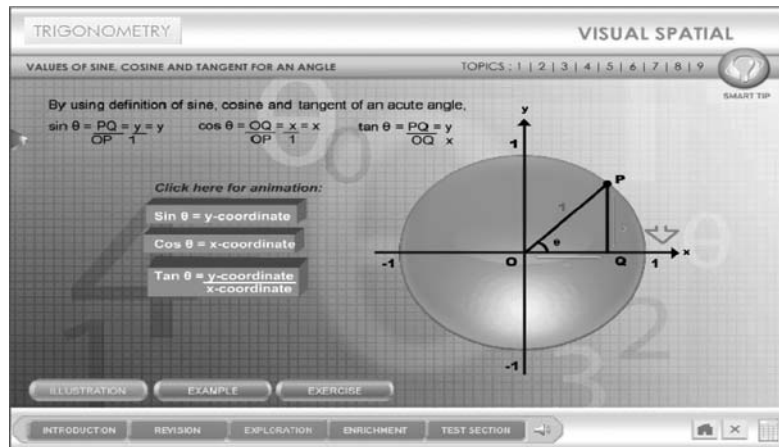 TRIGONOMETRY
VISUAL SPATIAL
VALUES OF SINE, COSINE AND TANGENT FOR AN ANGLE
TOPICS : 1 | 2 | 3 | 4 | 5 | 6 | 7 | 8 | 9
SMART TIP
By using definition of sine, cosine and tangent of an acute angle,
sin θ = PQ = y = y cos θ = OQ = x = x tan θ = PQ = y
OP 1 OP 1 OQ x
Click here for animation:
Sin θ = y-coordinate
Cos θ = x-coordinate
Tan θ = y-coordinate
x-coordinate
y
1
P
1
θ
-1
O
Q
1
x
-1
ILLUSTRATION
EXAMPLE
EXERCISE
INTRODUCTION
REVISION
EXPLORATION
ENRICHMENT
TEST SECTION